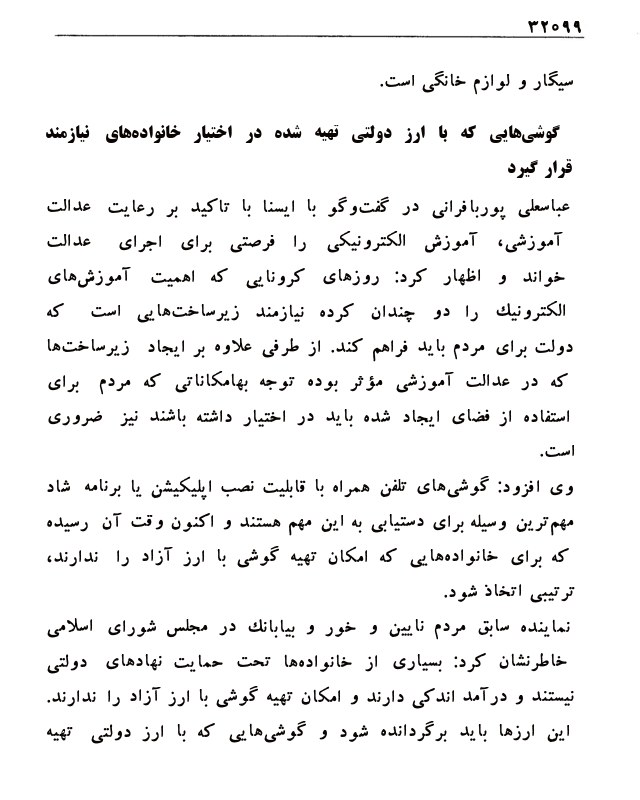 ۳۲۰۹۹
سیگار و لوازم خانگی است.
گوشی‌هایی که با ارز دولتی تهیه شده در اختیار خانواده‌های نیازمند
قرار گیرد
عباسعلی پوربافرانی در گفت‌وگو با ایسنا با تاکید بر رعایت عدالت
آموزشی، آموزش الکترونیکی را فرصتی برای اجرای عدالت
خواند و اظهار کرد: روزهای کرونایی که اهمیت آموزش‌های
الکترونیك را دو چندان کرده نیازمند زیرساخت‌هایی است که
دولت برای مردم باید فراهم کند. از طرفی علاوه بر ایجاد زیرساخت‌ها
که در عدالت آموزشی مؤثر بوده توجه بهامکاناتی که مردم برای
استفاده از فضای ایجاد شده باید در اختیار داشته باشند نیز ضروری
است.
وی افزود: گوشی‌های تلفن همراه با قابلیت نصب اپلیکیشن یا برنامه شاد
مهم‌ترین وسیله برای دستیابی به این مهم هستند و اکنون وقت آن رسیده
که برای خانواده‌هایی که امکان تهیه گوشی با ارز آزاد را ندارند،
ترتیبی اتخاذ شود.
نماینده سابق مردم نایین و خور و بیابانك در مجلس شورای اسلامی
خاطرنشان کرد: بسیاری از خانواده‌ها تحت حمایت نهادهای دولتی
نیستند و درآمد اندکی دارند و امکان تهیه گوشی با ارز آزاد را ندارند.
این ارزها باید برگردانده شود و گوشی‌هایی که با ارز دولتی تهیه